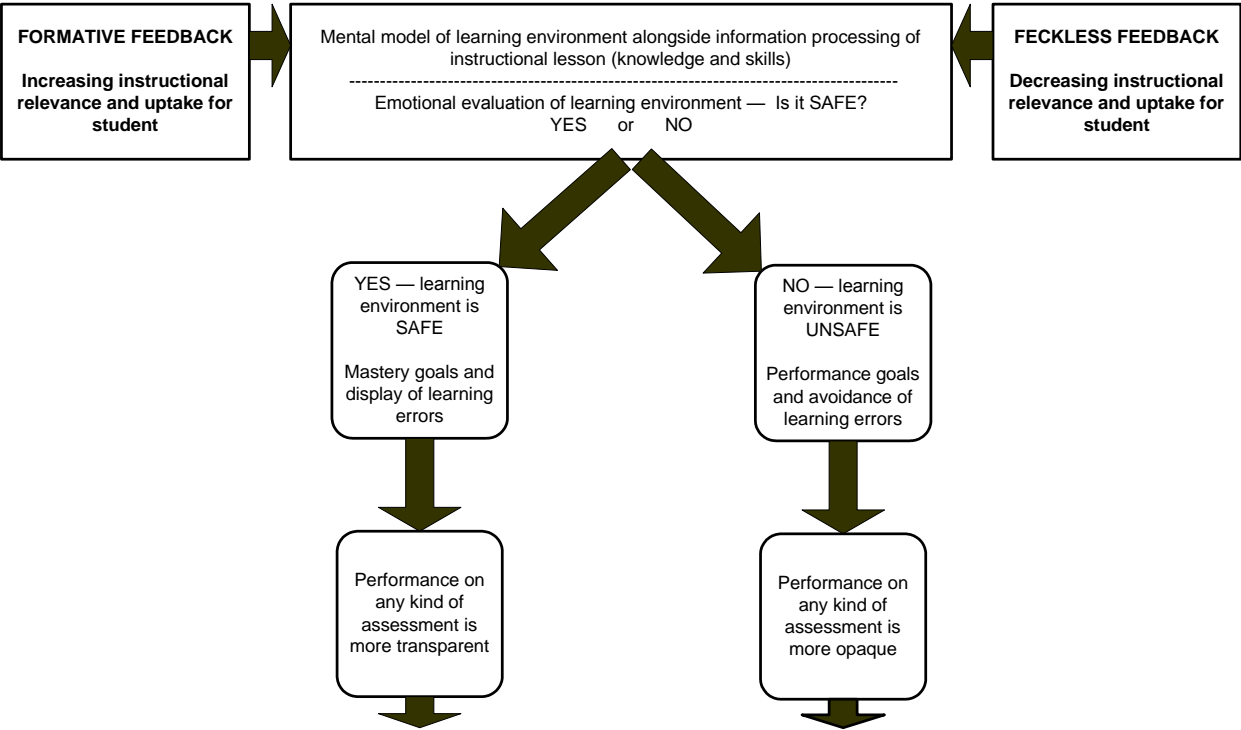 FORMATIVE FEEDBACK
Increasing instructional
relevance and uptake for
student
Mental model of learning environment alongside information processing of
instructional lesson (knowledge and skills)
-----------------------------------------------------------------------------------------
Emotional evaluation of learning environment — Is it SAFE?
YES or NO
FECKLESS FEEDBACK
Decreasing instructional
relevance and uptake for
student
YES — learning
environment is
SAFE
Mastery goals and
display of learning
errors
NO — learning
environment is
UNSAFE
Performance goals
and avoidance of
learning errors
Performance on
any kind of
assessment is
more transparent
Performance on
any kind of
assessment is
more opaque